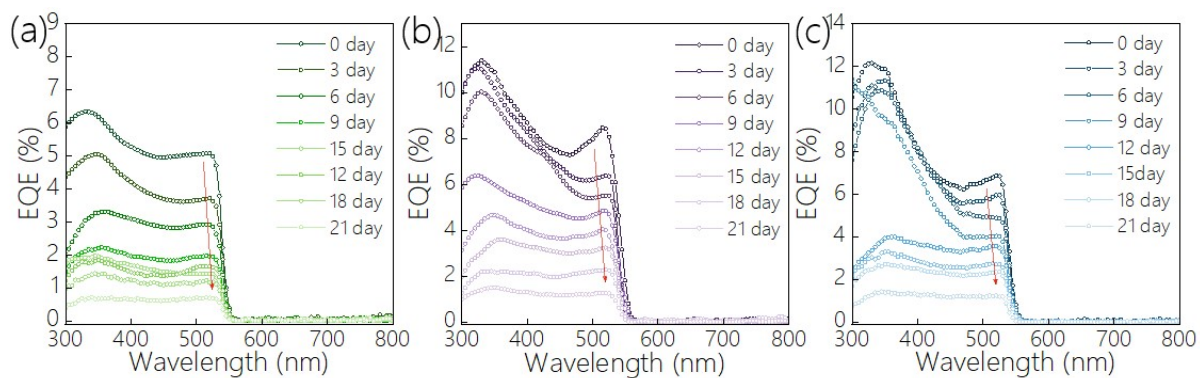 (a)
EQE (%)
7
6
5
4
3
2
1
0
300 400 500 600 700 800
Wavelength (nm)
0 day
3 day
6 day
9 day
15 day
12 day
18 day
21 day
(b)
EQE (%)
12
10
8
6
4
2
0
300 400 500 600 700 800
Wavelength (nm)
0 day
3 day
6 day
9 day
12 day
15 day
18 day
21 day
(c)
EQE (%)
14
12
10
8
6
4
2
0
300 400 500 600 700 800
Wavelength (nm)
0 day
3 day
6 day
9 day
12 day
15day
18 day
21 day